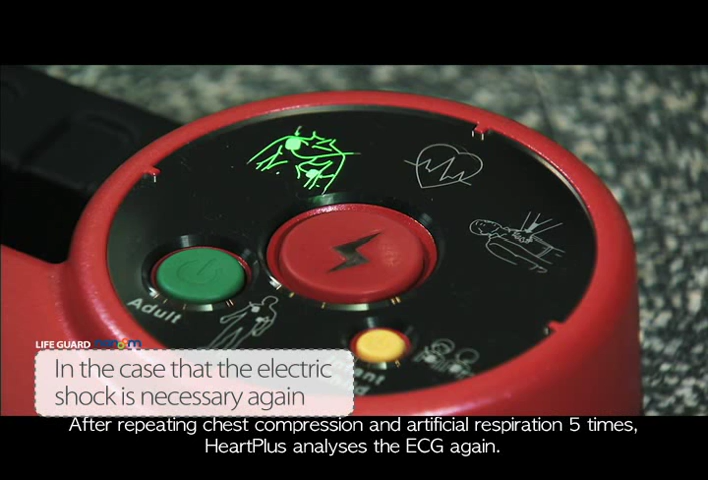 Adult
LIFE GUARD
In the case that the electric
shock is necessary again
After repeating chest compression and artificial respiration 5 times,
HeartPlus analyses the ECG again.